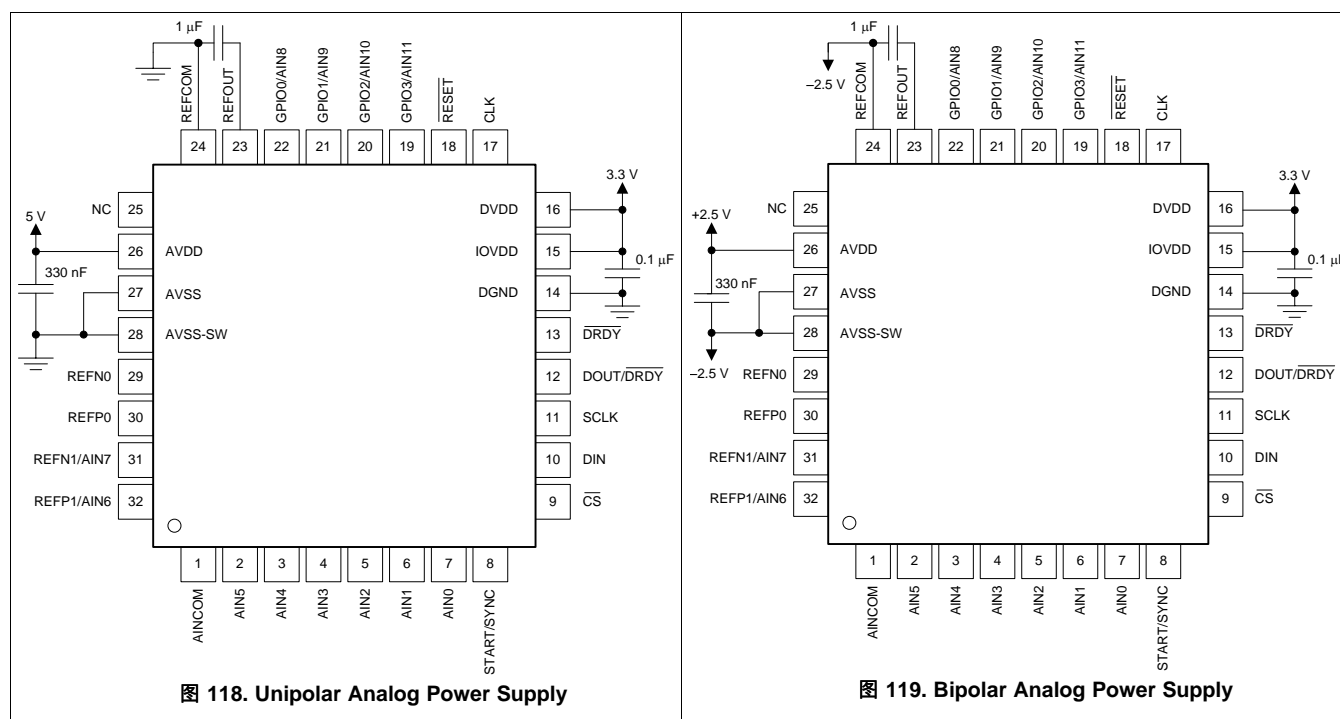 1 μF
REFCOM
REFOUT
GPIO0/AIN8
GPIO1/AIN9
GPIO2/AIN10
GPIO3/AIN11
RESET
CLK
24 23 22 21 20 19 18 17
5 V
3.3 V
NC 25
DVDD 16
26 AVDD
IOVDD 15
330 nF
0.1 μF
27 AVSS
DGND 14
28 AVSS-SW
13 DRDY
REFN0 29
12 DOUT/DRDY
REFP0 30
11 SCLK
REFN1/AIN7 31
10 DIN
REFP1/AIN6 32
9 CS
1 2 3 4 5 6 7 8
AINCOM
AIN5
AIN4
AIN3
AIN2
AIN1
AIN0
START/SYNC
图 118. Unipolar Analog Power Supply
1 μF
–2.5 V
REFCOM
REFOUT
GPIO0/AIN8
GPIO1/AIN9
GPIO2/AIN10
GPIO3/AIN11
RESET
CLK
24 23 22 21 20 19 18 17
+2.5 V
3.3 V
NC 25
DVDD 16
26 AVDD
IOVDD 15
330 nF
0.1 μF
27 AVSS
DGND 14
28 AVSS-SW
13 DRDY
–2.5 V
REFN0 29
12 DOUT/DRDY
REFP0 30
11 SCLK
REFN1/AIN7 31
10 DIN
REFP1/AIN6 32
9 CS
1 2 3 4 5 6 7 8
AINCOM
AIN5
AIN4
AIN3
AIN2
AIN1
AIN0
START/SYNC
图 119. Bipolar Analog Power Supply